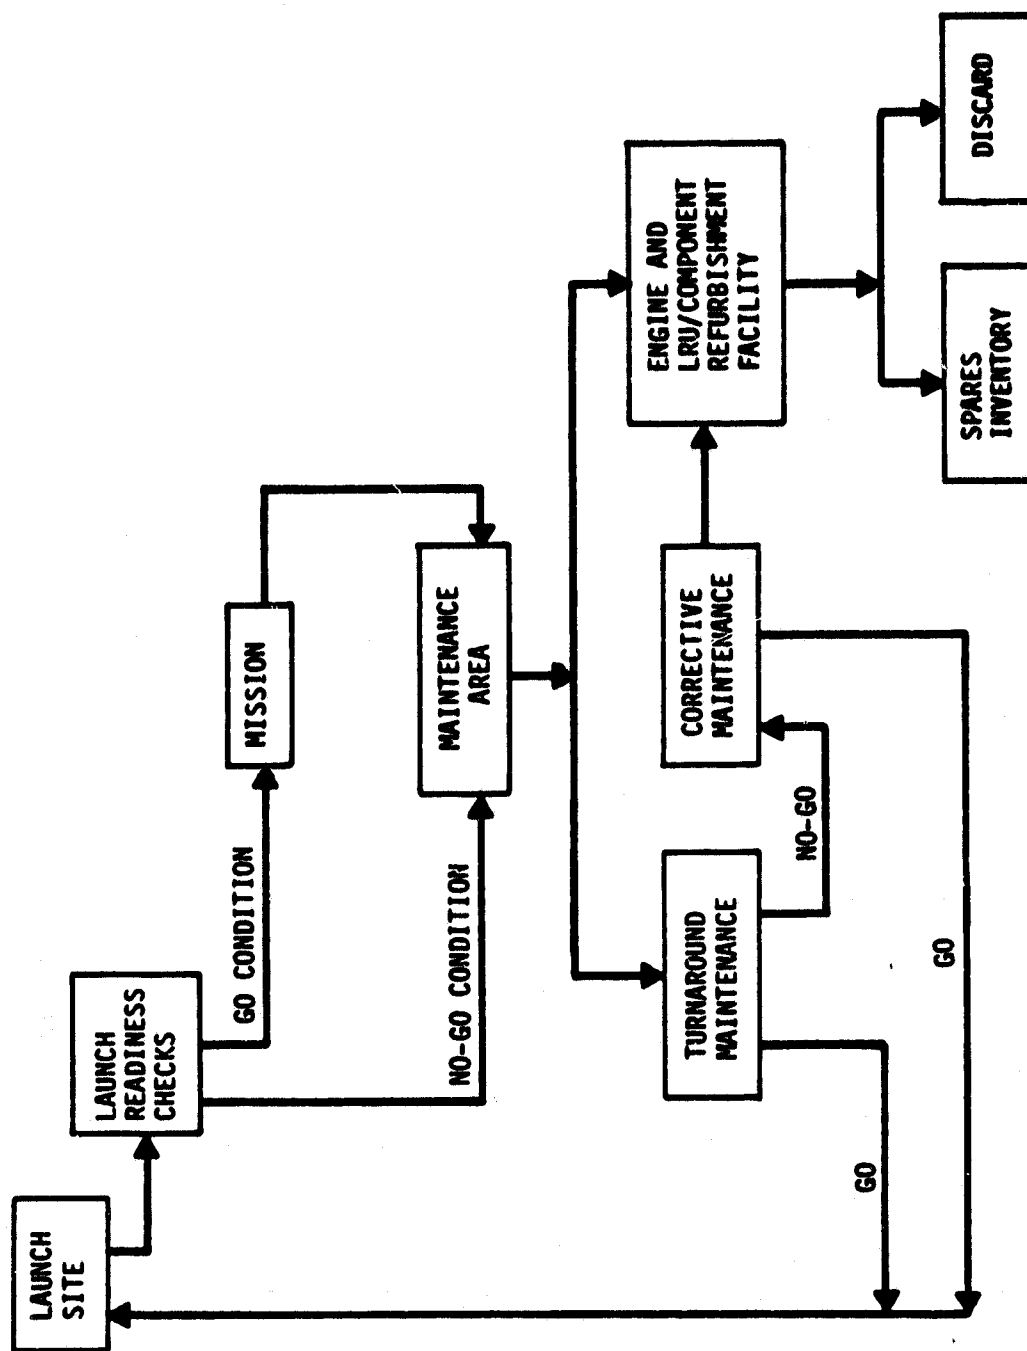 LAUNCH
SITE
LAUNCH
READINESS
CHECKS
GO CONDITION
MISSION
NO-GO CONDITION
MAINTENANCE
AREA
TURNAROUND
MAINTENANCE
NO-GO
CORRECTIVE
MAINTENANCE
ENGINE AND
LRU/COMPONENT
REFURBISHMENT
FACILITY
GO
GO
SPARES
INVENTORY
DISCARD